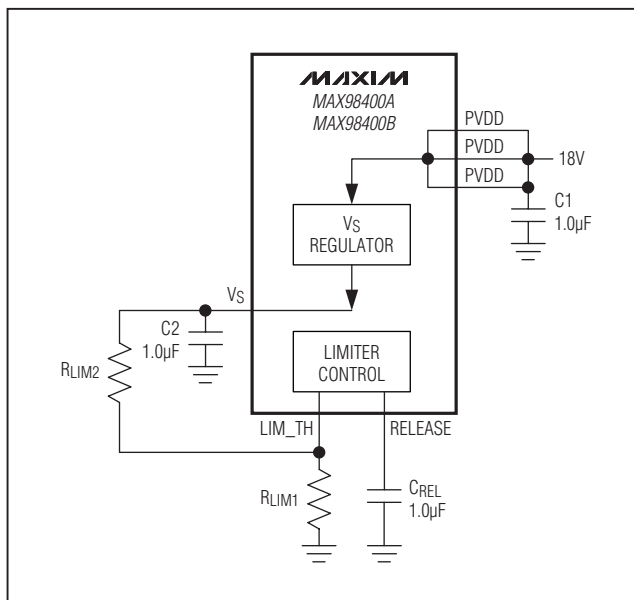 MAXIM
MAX98400A
MAX98400B
PVDD
PVDD
18V
PVDD
C1
1.0µF
VS
REGULATOR
VS
C2
1.0µF
LIMITER
CONTROL
RLIM2
LIM_TH
RELEASE
RLIM1
CREL
1.0µF